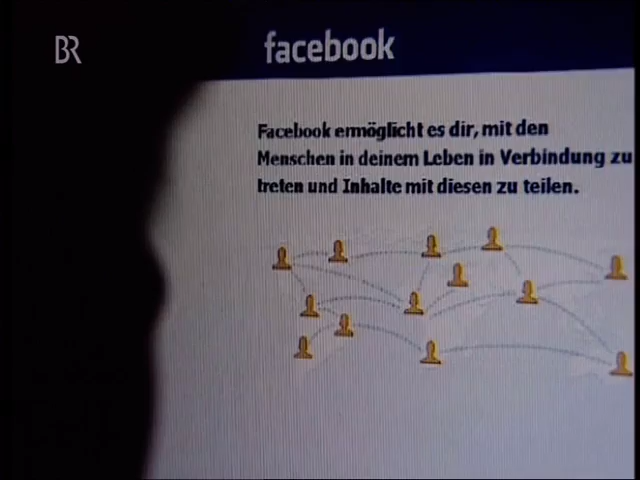 BR
facebook
Facebook ermöglicht es dir, mit den
Menschen in deinem Leben in Verbindung zu
treten und Inhalte mit diesen zu teilen.